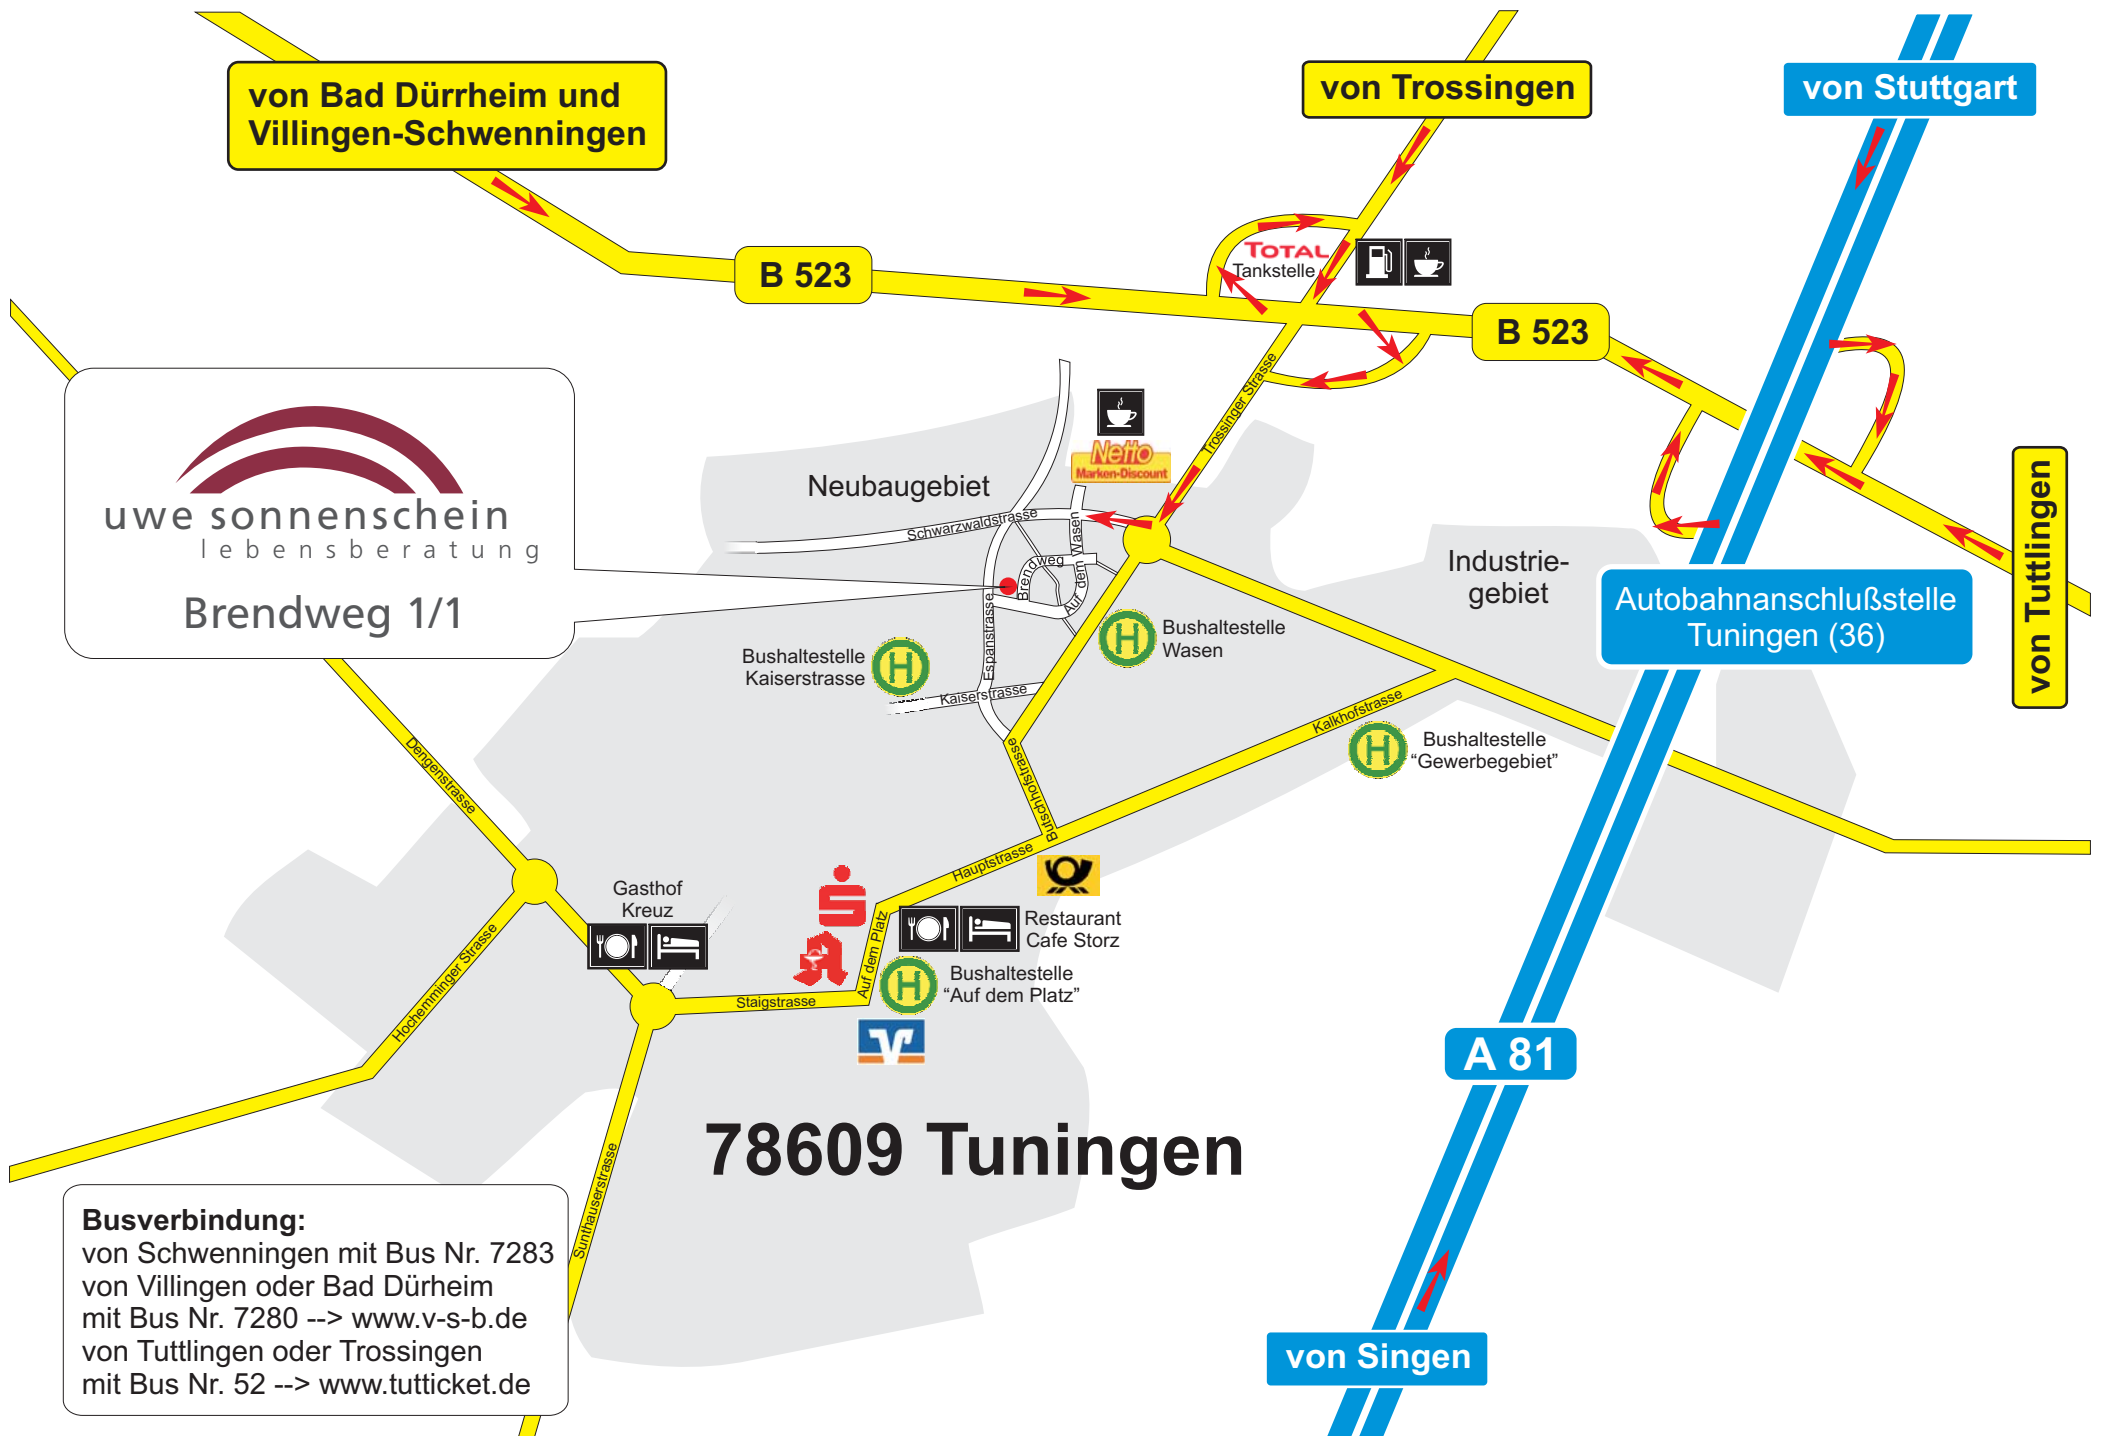 von Bad Dürrheim und
Villingen-Schwenningen
von Trossingen
von Stuttgart
B 523
TOTAL
Tankstelle
B 523
uwe sonnenschein
lebensberatung
Brendweg 1/1
Neubaugebiet
Netto
Marken-Discount
Trossinger Strasse
Schwarzwaldstrasse
Auf dem Wasen
Brendweg
Espanstrasse
Industrie-
gebiet
Autobahnanschlußstelle
Tuningen (36)
von Tuttlingen
Bushaltestelle
Wasen
H
Bushaltestelle
Kaiserstrasse
H
Kaiserstrasse
Butschhofstrasse
Kalkhofstrasse
H
Bushaltestelle
“Gewerbegebiet”
Dengenstrasse
Hauptstrasse
Gasthof
Kreuz
S
A
Auf dem Platz
Restaurant
Cafe Storz
H
Bushaltestelle
“Auf dem Platz”
Staigstrasse
V
Hochemminger Strasse
A 81
78609 Tuningen
Sunthauserstrasse
Busverbindung:
von Schwenningen mit Bus Nr. 7283
von Villingen oder Bad Dürheim
mit Bus Nr. 7280 --> www.v-s-b.de
von Tuttlingen oder Trossingen
mit Bus Nr. 52 --> www.tutticket.de
von Singen